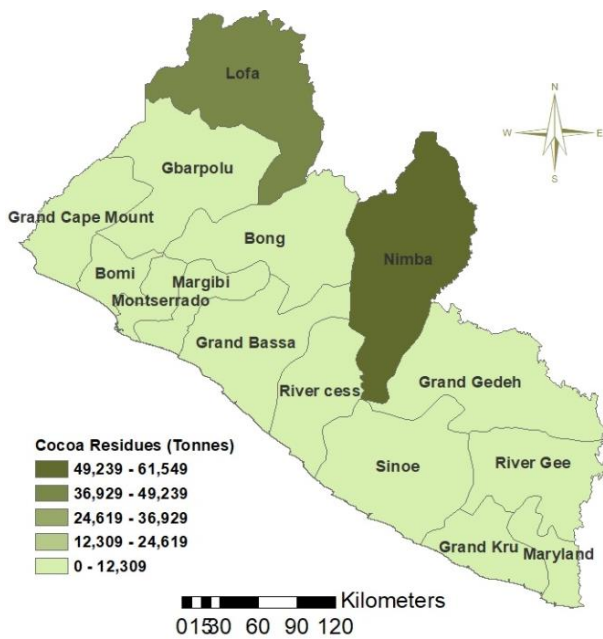 Lofa
N
W E
S
Gbarpolu
Grand Cape Mount
Bong
Nimba
Bomi
Margibi
Montserrado
Grand Bassa
Grand Gedeh
River cess
Sinoe
River Gee
Grand Kru
Maryland
Cocoa Residues (Tonnes)
49,239 - 61,549
36,929 - 49,239
24,619 - 36,929
12,309 - 24,619
0 - 12,309
Kilometers
01530 60 90 120